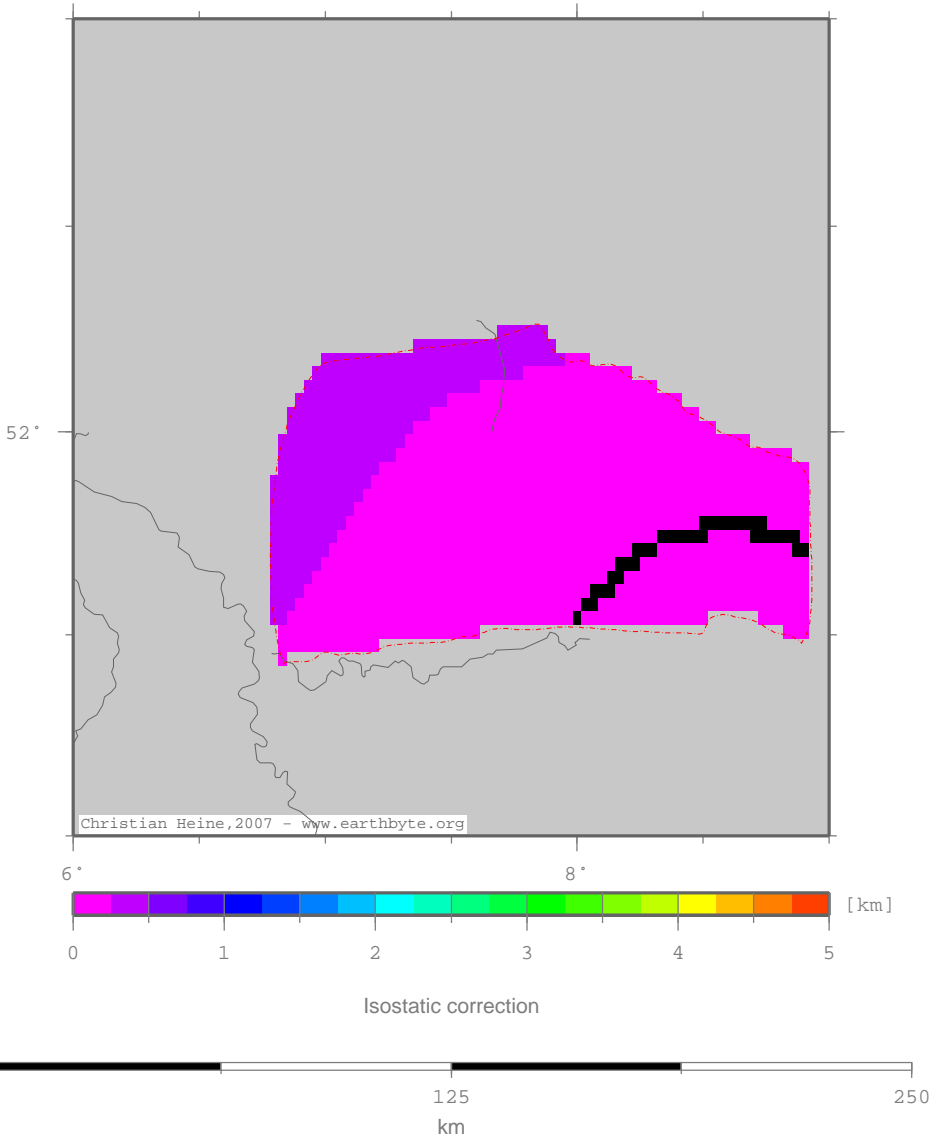 52°
Christian Heine,2007 - www.earthbyte.org
6° 8°
[km]
0 1 2 3 4 5
Isostatic correction
125 250
km